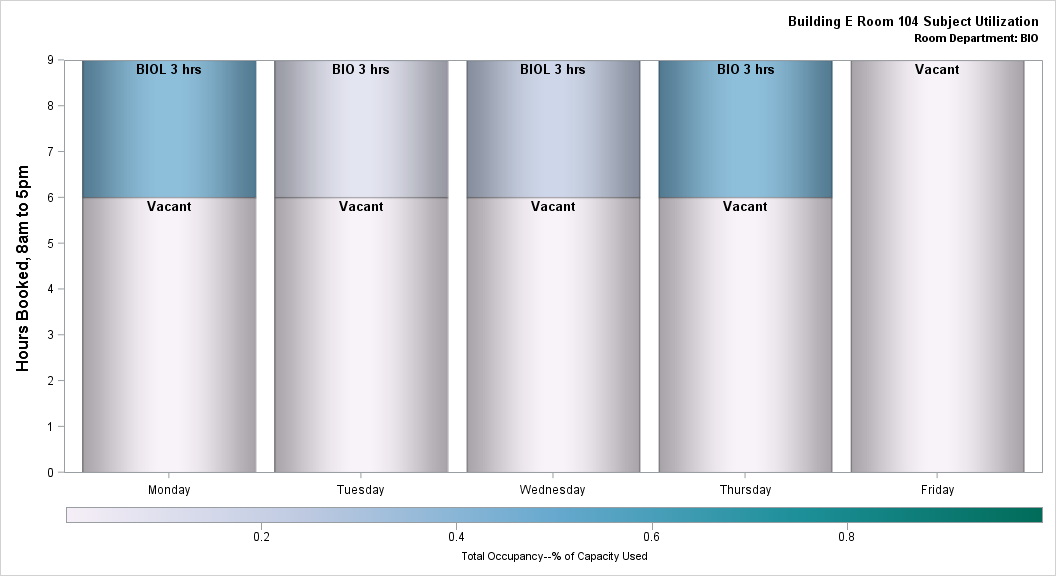 Building E Room 104 Subject Utilization
Room Department: BIO
Hours Booked, 8am to 5pm
9
8
7
6
5
4
3
2
1
0
BIOL 3 hrs
BIO 3 hrs
BIOL 3 hrs
BIO 3 hrs
Vacant
Vacant
Vacant
Vacant
Vacant
Monday
Tuesday
Wednesday
Thursday
Friday
0.2
0.4
0.6
0.8
Total Occupancy--% of Capacity Used